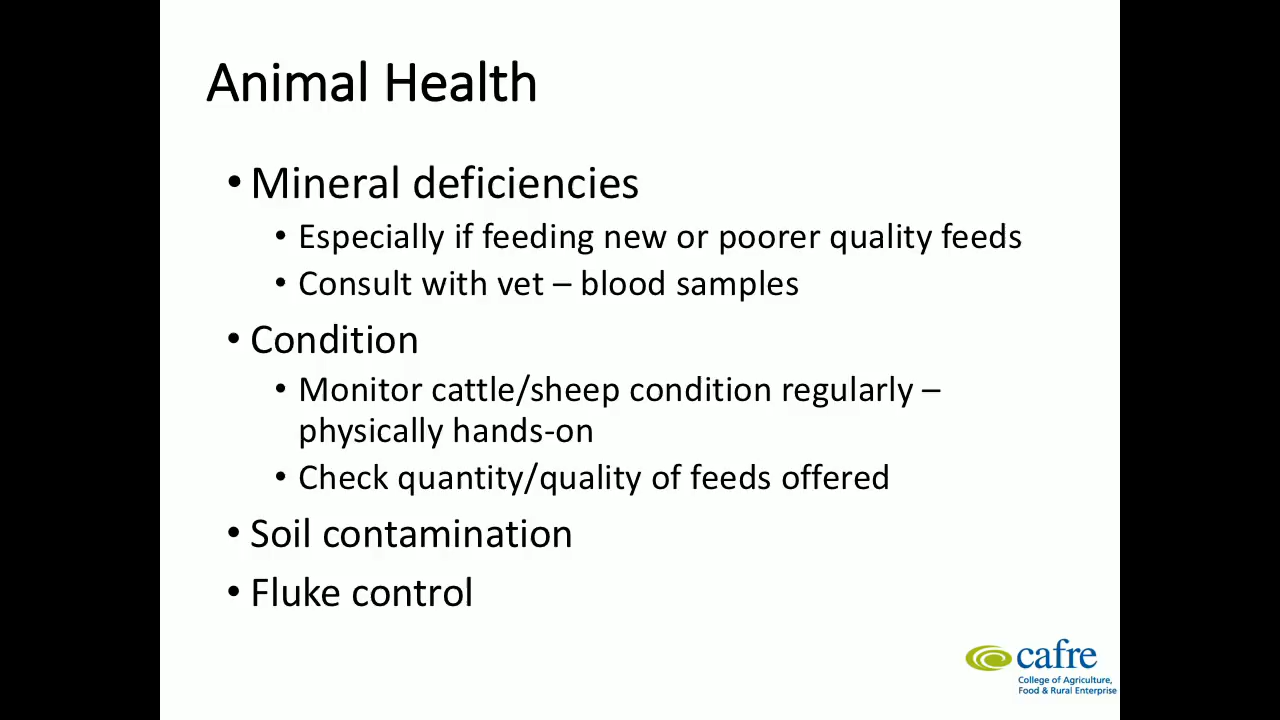 Animal Health
• Mineral deficiencies
• Especially if feeding new or poorer quality feeds
• Consult with vet – blood samples
• Condition
• Monitor cattle/sheep condition regularly –
physically hands-on
• Check quantity/quality of feeds offered
• Soil contamination
• Fluke control
cafre
College of Agriculture,
Food & Rural Enterprise